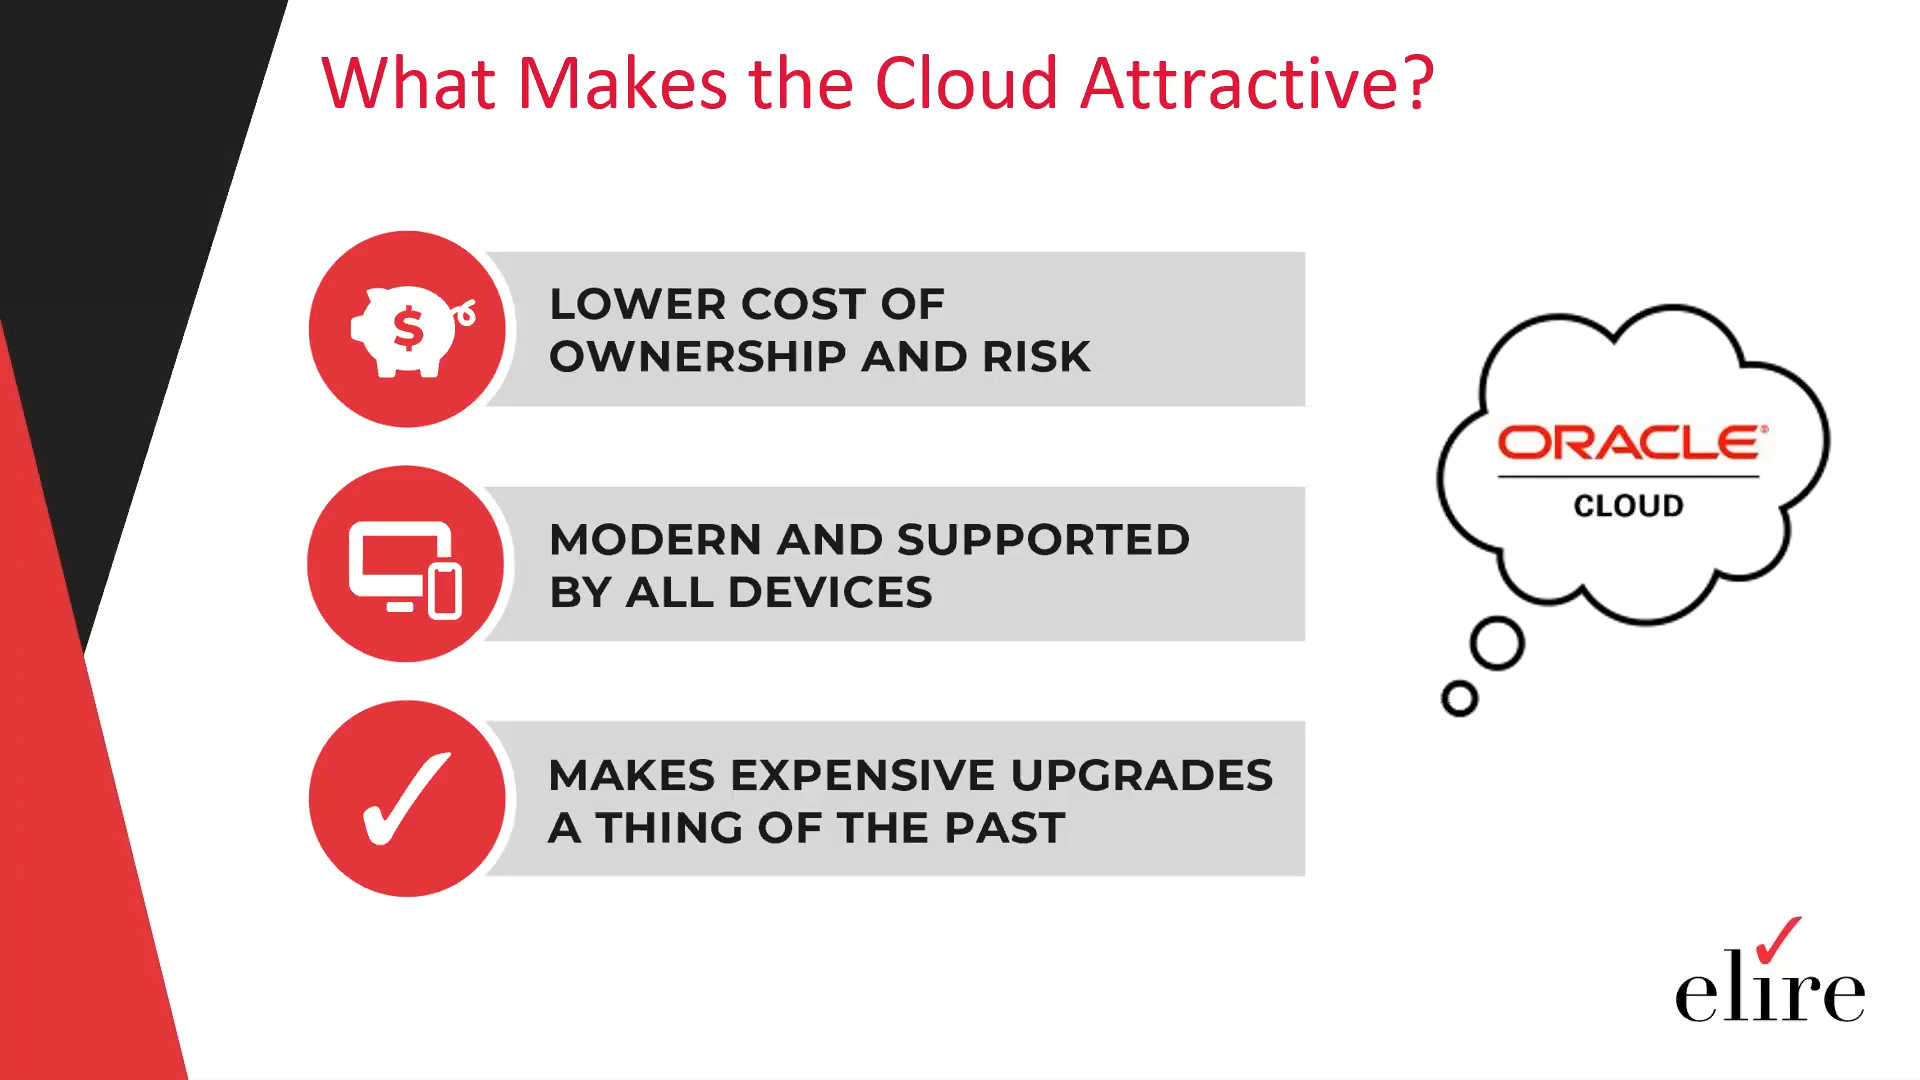 What Makes the Cloud Attractive?
$
LOWER COST OF
OWNERSHIP AND RISK
MODERN AND SUPPORTED
BY ALL DEVICES
MAKES EXPENSIVE UPGRADES
A THING OF THE PAST
ORACLE®
CLOUD
elire